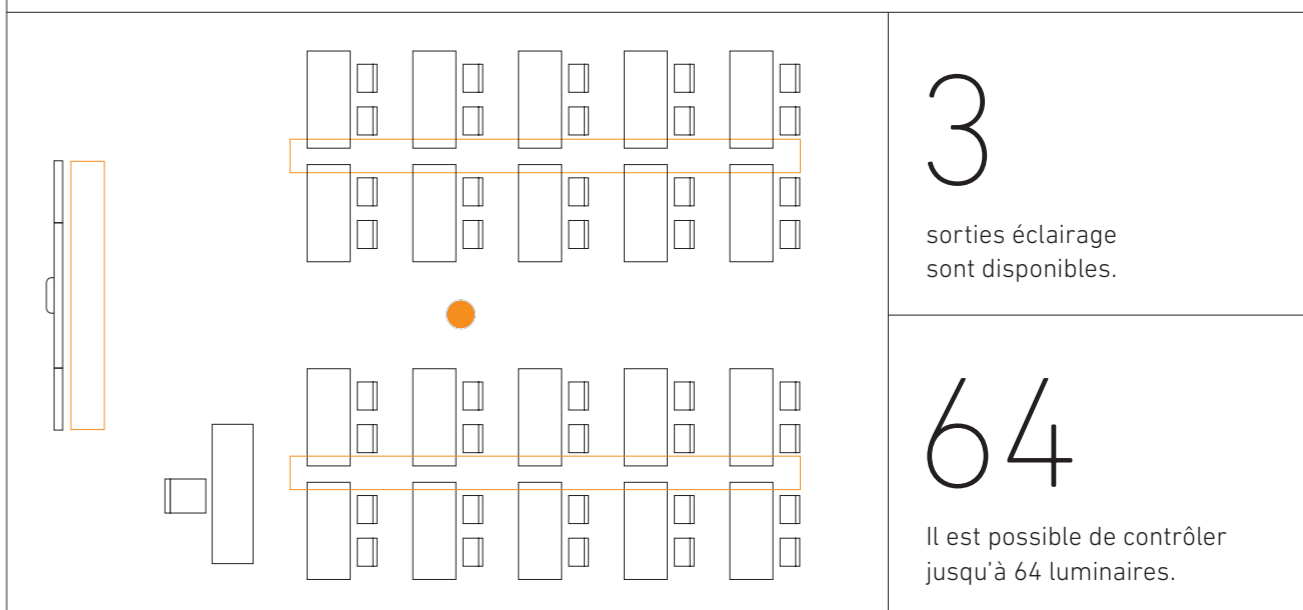 3
sorties éclairage
sont disponibles.
64
Il est possible de contrôler
jusqu'à 64 luminaires.